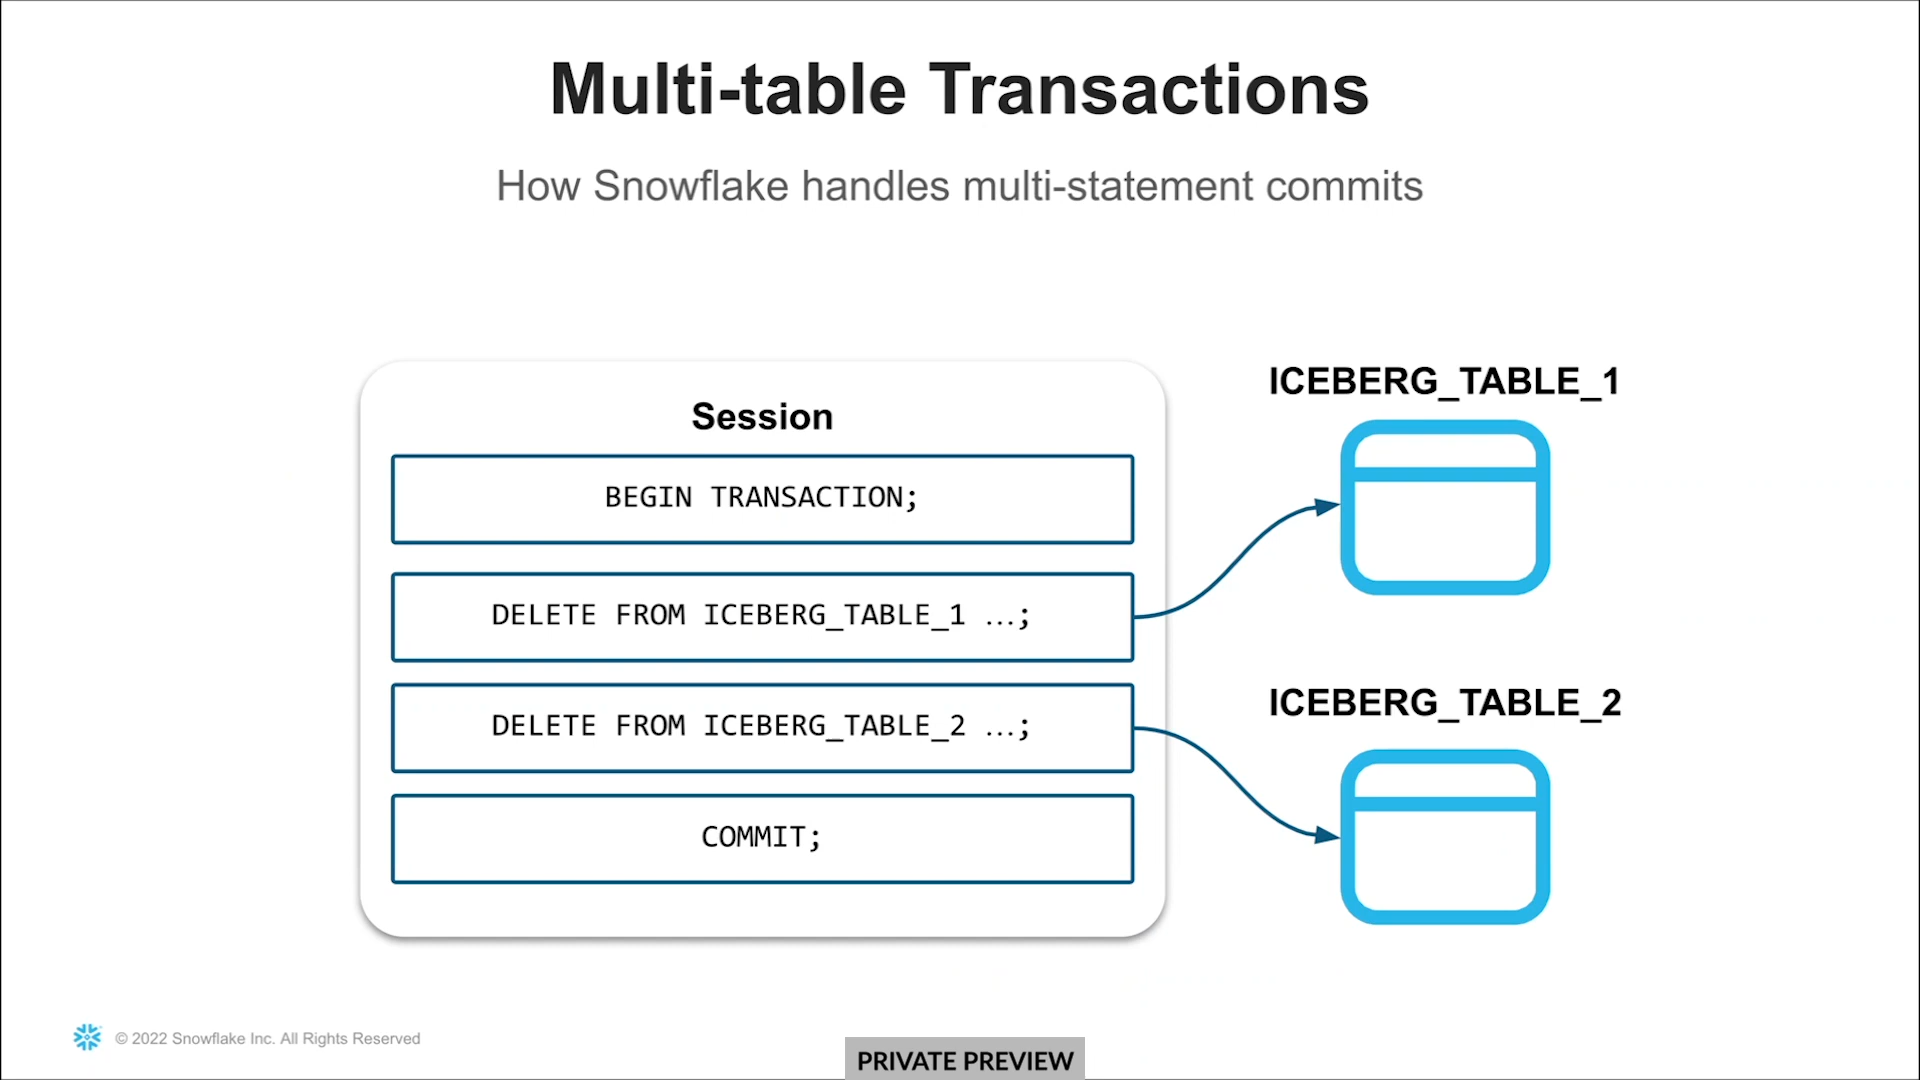 Multi-table Transactions
How Snowflake handles multi-statement commits
Session
BEGIN TRANSACTION;
DELETE FROM ICEBERG_TABLE_1 ...;
DELETE FROM ICEBERG_TABLE_2 ...;
COMMIT;
ICEBERG_TABLE_1
ICEBERG_TABLE_2
© 2022 Snowflake Inc. All Rights Reserved
PRIVATE PREVIEW